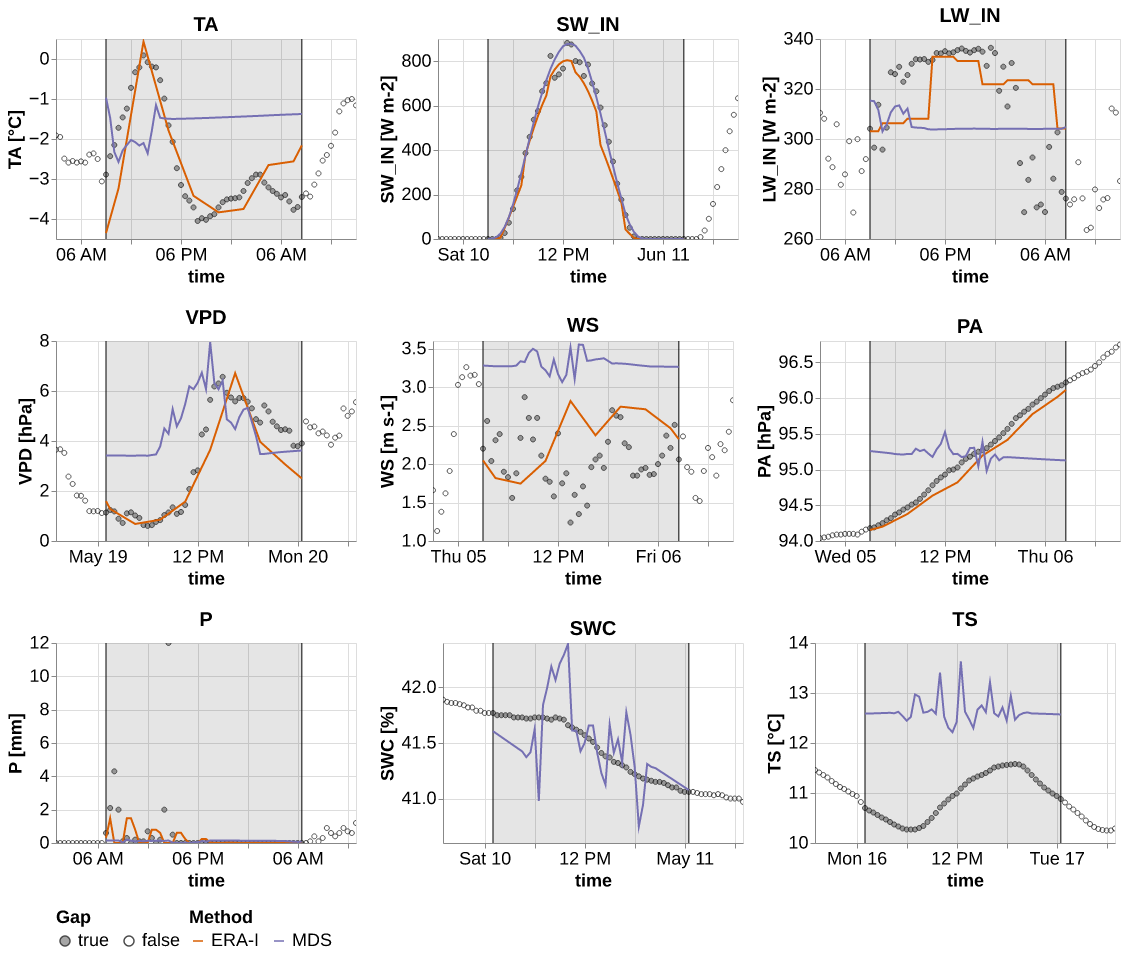 TA
0
−1
−2
−3
−4
TA [°C]
06 AM 06 PM 06 AM
time
SW_IN
800
600
400
200
0
SW_IN [W m-2]
Sat 10 12 PM Jun 11
time
LW_IN
340
320
300
280
260
LW_IN [W m-2]
06 AM 06 PM 06 AM
time
VPD
8
6
4
2
0
VPD [hPa]
May 19 12 PM Mon 20
time
WS
3.5
3.0
2.5
2.0
1.5
1.0
WS [m s-1]
Thu 05 12 PM Fri 06
time
PA
96.5
96.0
95.5
95.0
94.5
94.0
PA [hPa]
Wed 05 12 PM Thu 06
time
P
12
10
8
6
4
2
0
P [mm]
06 AM 06 PM 06 AM
time
SWC
42.0
41.5
41.0
SWC [%]
Sat 10 12 PM May 11
time
TS
14
13
12
11
10
TS [°C]
Mon 16 12 PM Tue 17
time
Gap Method
true false ERA-I MDS